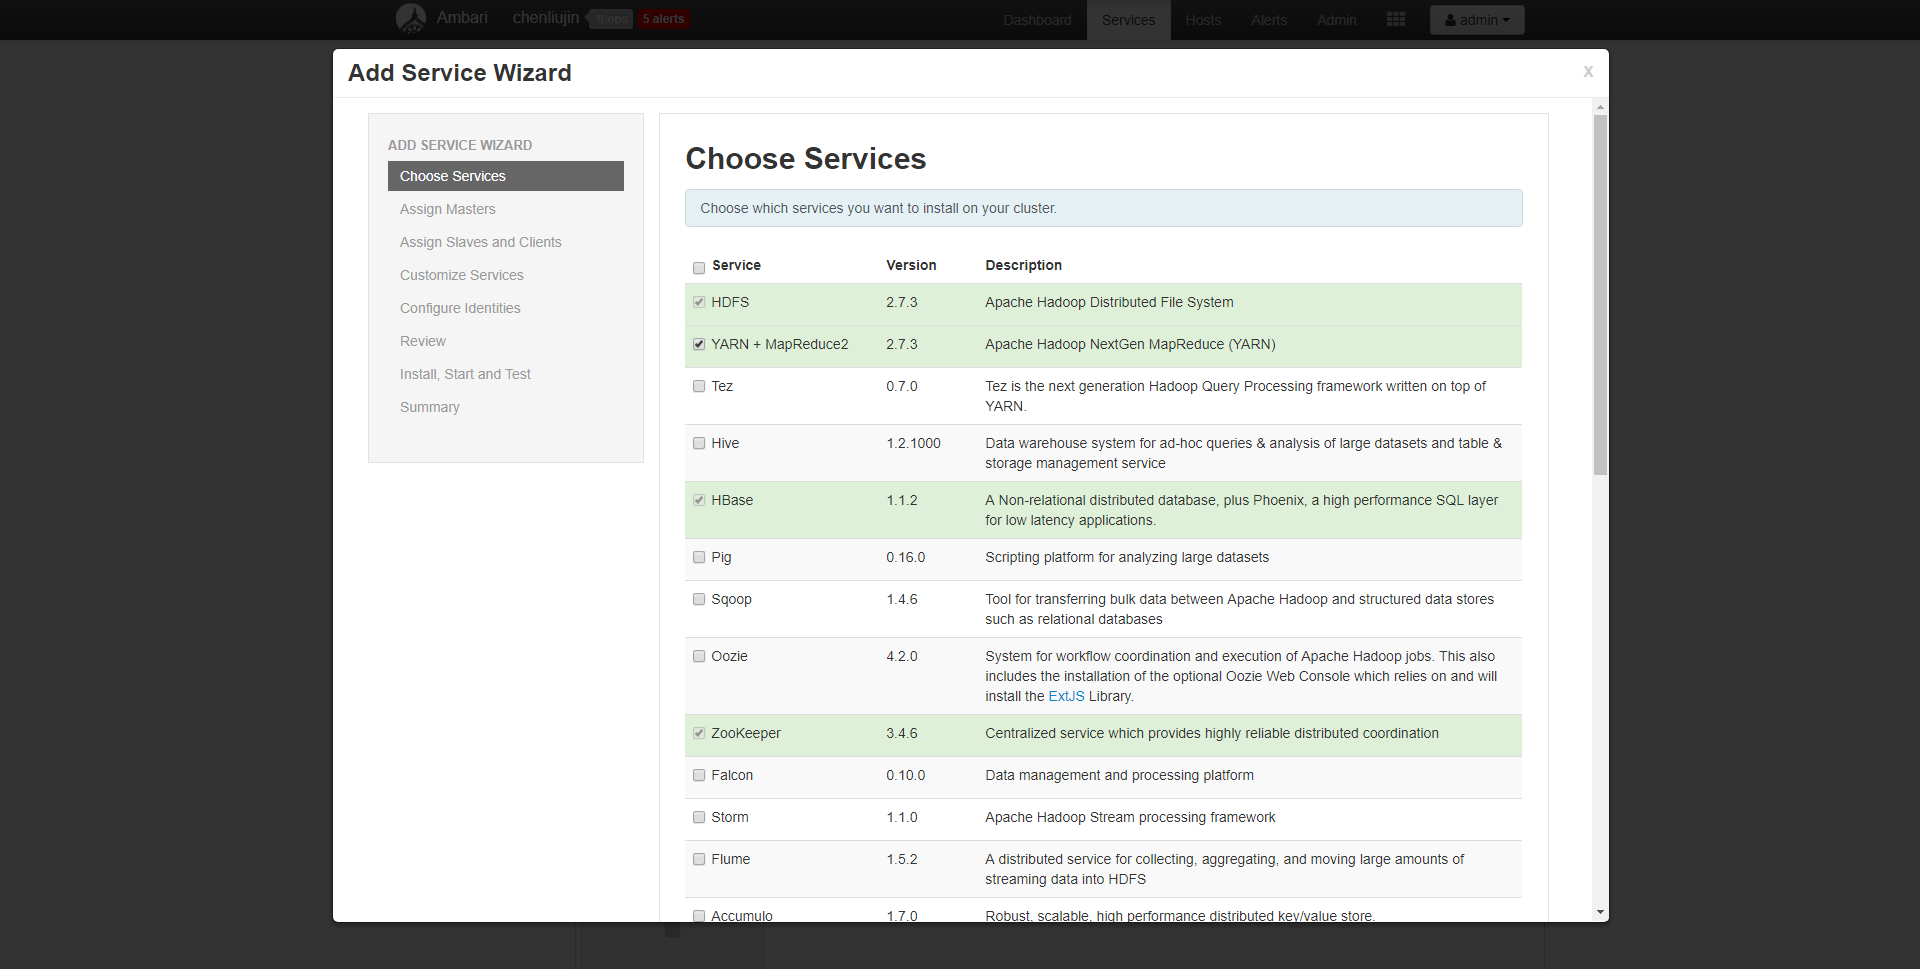 Ambari chenliujin 0 ops 5 alerts Dashboard Services Hosts Alerts Admin admin
Add Service Wizard
X
ADD SERVICE WIZARD
Choose Services
Assign Masters
Assign Slaves and Clients
Customize Services
Configure Identities
Review
Install, Start and Test
Summary
Choose Services
Choose which services you want to install on your cluster.
Service Version Description
HDFS 2.7.3 Apache Hadoop Distributed File System
YARN + MapReduce2 2.7.3 Apache Hadoop NextGen MapReduce (YARN)
Tez 0.7.0 Tez is the next generation Hadoop Query Processing framework written on top of
YARN.
Hive 1.2.1000 Data warehouse system for ad-hoc queries & analysis of large datasets and table &
storage management service
HBase 1.1.2 A Non-relational distributed database, plus Phoenix, a high performance SQL layer
for low latency applications.
Pig 0.16.0 Scripting platform for analyzing large datasets
Sqoop 1.4.6 Tool for transferring bulk data between Apache Hadoop and structured data stores
such as relational databases
Oozie 4.2.0 System for workflow coordination and execution of Apache Hadoop jobs. This also
includes the installation of the optional Oozie Web Console which relies on and will
install the ExtJS Library.
ZooKeeper 3.4.6 Centralized service which provides highly reliable distributed coordination
Falcon 0.10.0 Data management and processing platform
Storm 1.1.0 Apache Hadoop Stream processing framework
Flume 1.5.2 A distributed service for collecting, aggregating, and moving large amounts of
streaming data into HDFS
Accumulo 1.7.0 Robust, scalable, high performance distributed key/value store.